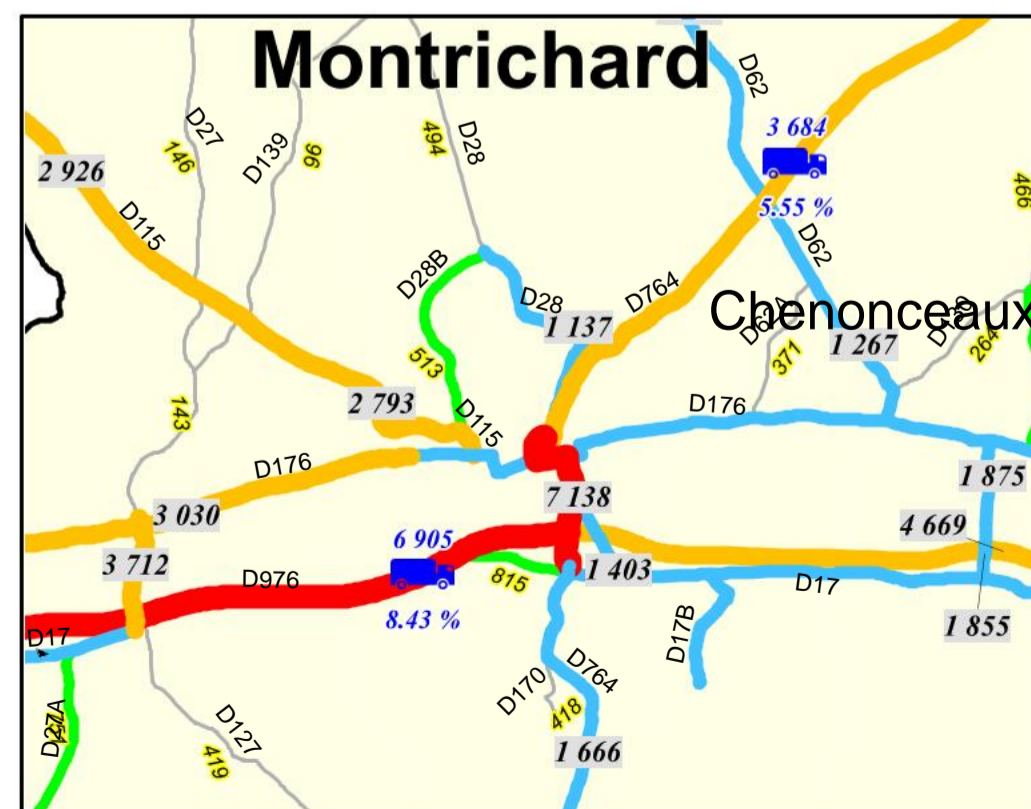 Montrichard
D62
D27
D139
D28
3 684
146
96
494
2 926
466
5.55 %
D115
D62
D28B
D28
D764
Chenonceaux
1 137
371
1 267
264
513
143
2 793
D115
D176
D176
1 875
7 138
3 030
4 669
6 905
3 712
D976
815
1 403
D17
8.43 %
1 855
D17
D17B
D170
D764
D27A
418
D127
419
1 666